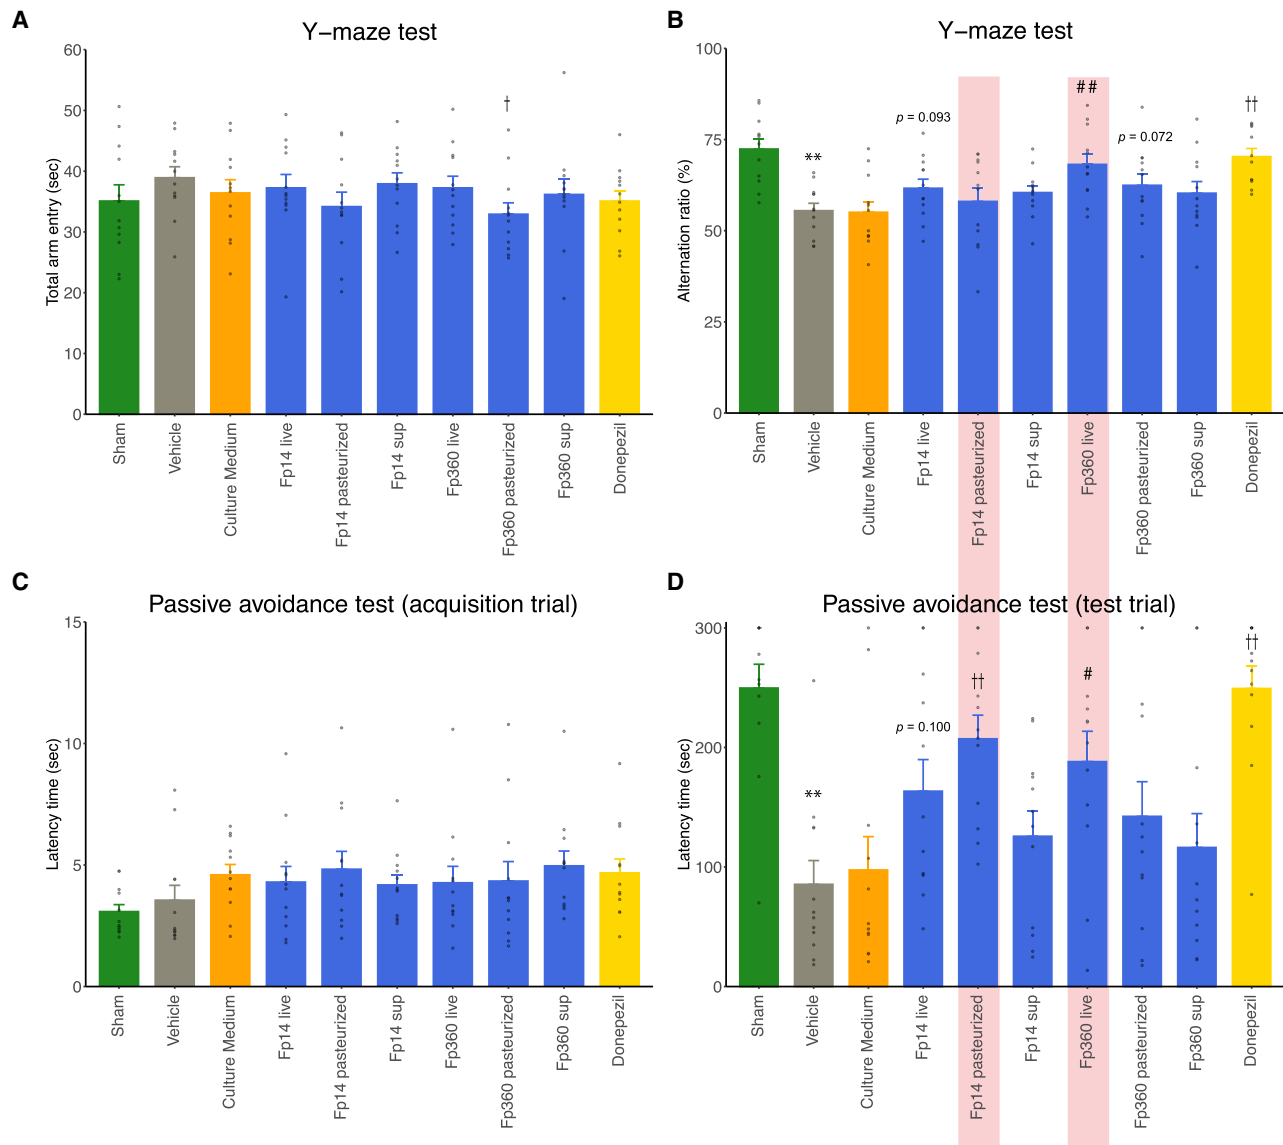 A
Y−maze test
Total arm entry (sec)
60
50
40
30
20
10
0
†
Sham
Vehicle
Culture Medium
Fp14 live
Fp14 pasteurized
Fp14 sup
Fp360 live
Fp360 pasteurized
Fp360 sup
Donepezil
B
Y−maze test
Alternation ratio (%)
100
75
50
25
0
**
p = 0.093
##
p = 0.072
††
Sham
Vehicle
Culture Medium
Fp14 live
Fp14 pasteurized
Fp14 sup
Fp360 live
Fp360 pasteurized
Fp360 sup
Donepezil
C
Passive avoidance test (acquisition trial)
Latency time (sec)
15
10
5
0
Sham
Vehicle
Culture Medium
Fp14 live
Fp14 pasteurized
Fp14 sup
Fp360 live
Fp360 pasteurized
Fp360 sup
Donepezil
D
Passive avoidance test (test trial)
Latency time (sec)
300
200
100
0
**
p = 0.100
††
#
††
Sham
Vehicle
Culture Medium
Fp14 live
Fp14 pasteurized
Fp14 sup
Fp360 live
Fp360 pasteurized
Fp360 sup
Donepezil